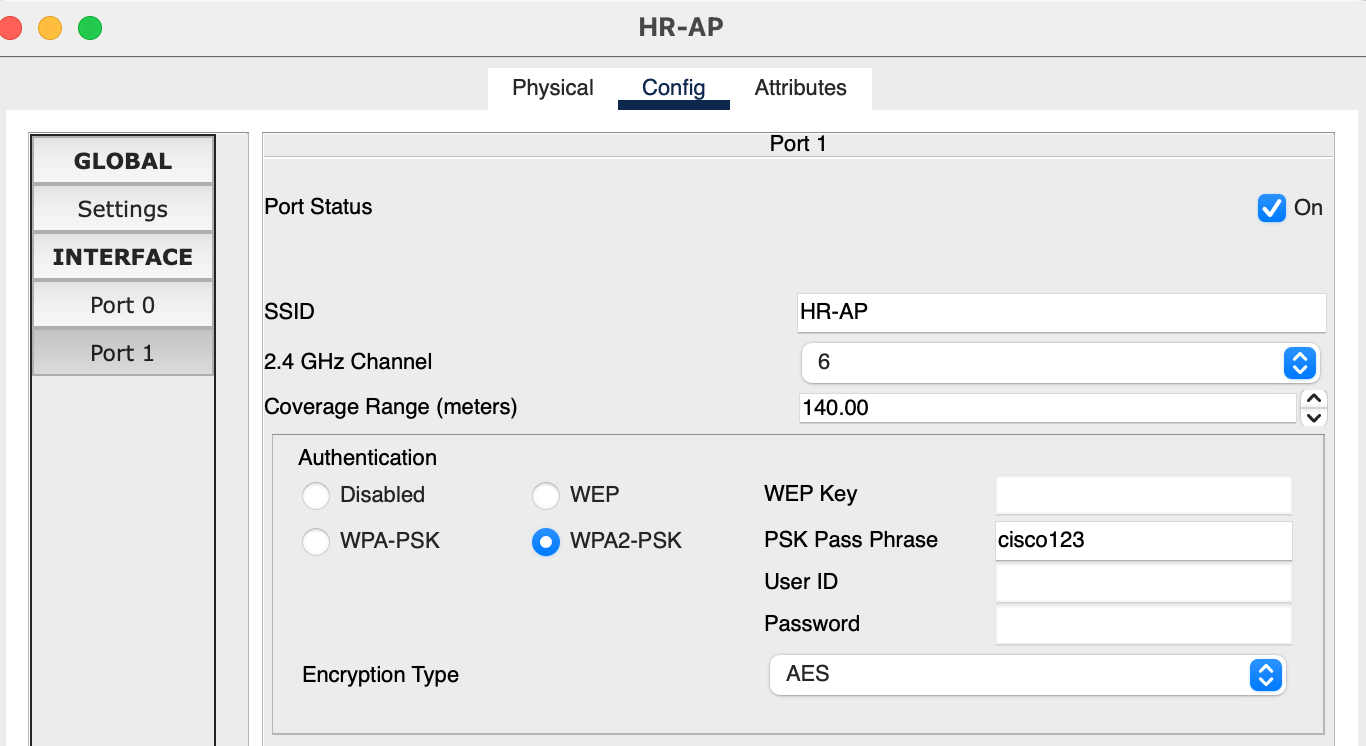 HR-AP
Physical Config Attributes
GLOBAL
Settings
INTERFACE
Port 0
Port 1
Port 1
Port Status On
SSID HR-AP
2.4 GHz Channel 6
Coverage Range (meters) 140.00
Authentication
Disabled WEP WEP Key
WPA-PSK WPA2-PSK PSK Pass Phrase cisco123
User ID
Password
Encryption Type AES